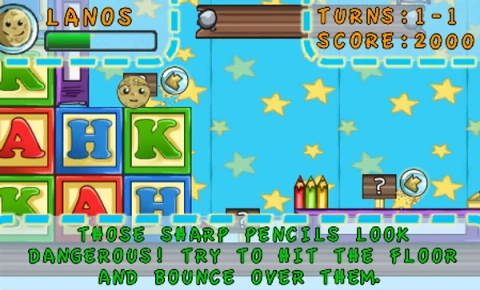 LANOS
TURNS:1-1
SCORE:2000
K
A H K
?
K A H
?
THOSE SHARP PENCILS LOOK
DANGEROUS! TRY TO HIT THE FLOOR
AND BOUNCE OVER THEM.